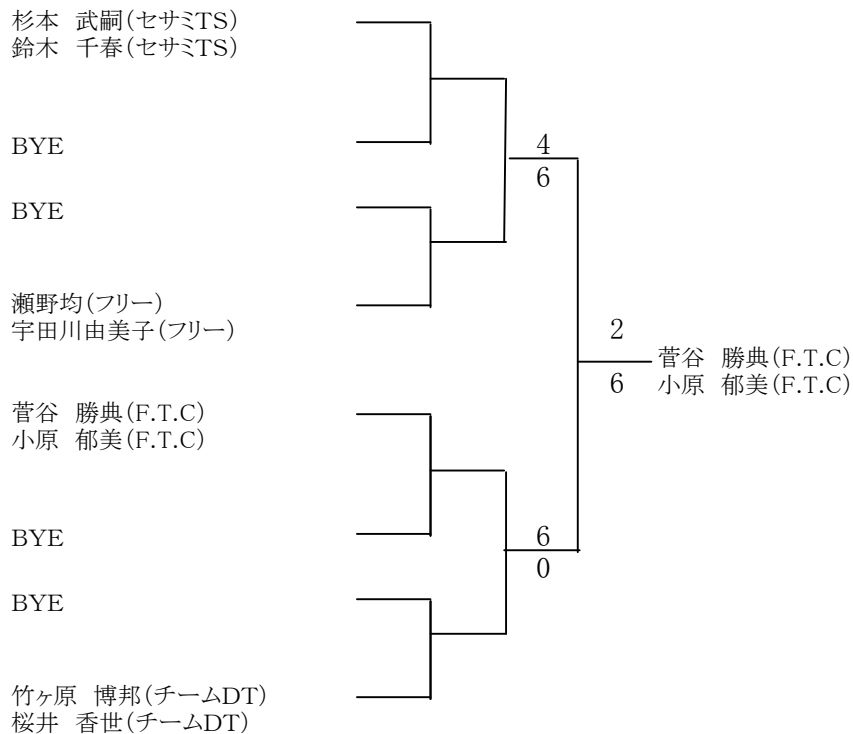 杉本　武嗣(セサミTS)
鈴木　千春(セサミTS)
BYE
4
6
BYE
瀬野均(フリー)
宇田川由美子(フリー)
2
6
菅谷　勝典(F.T.C)
小原　郁美(F.T.C)
菅谷　勝典(F.T.C)
小原　郁美(F.T.C)
BYE
6
0
BYE
竹ヶ原　博邦(チームDT)
桜井　香世(チームDT)